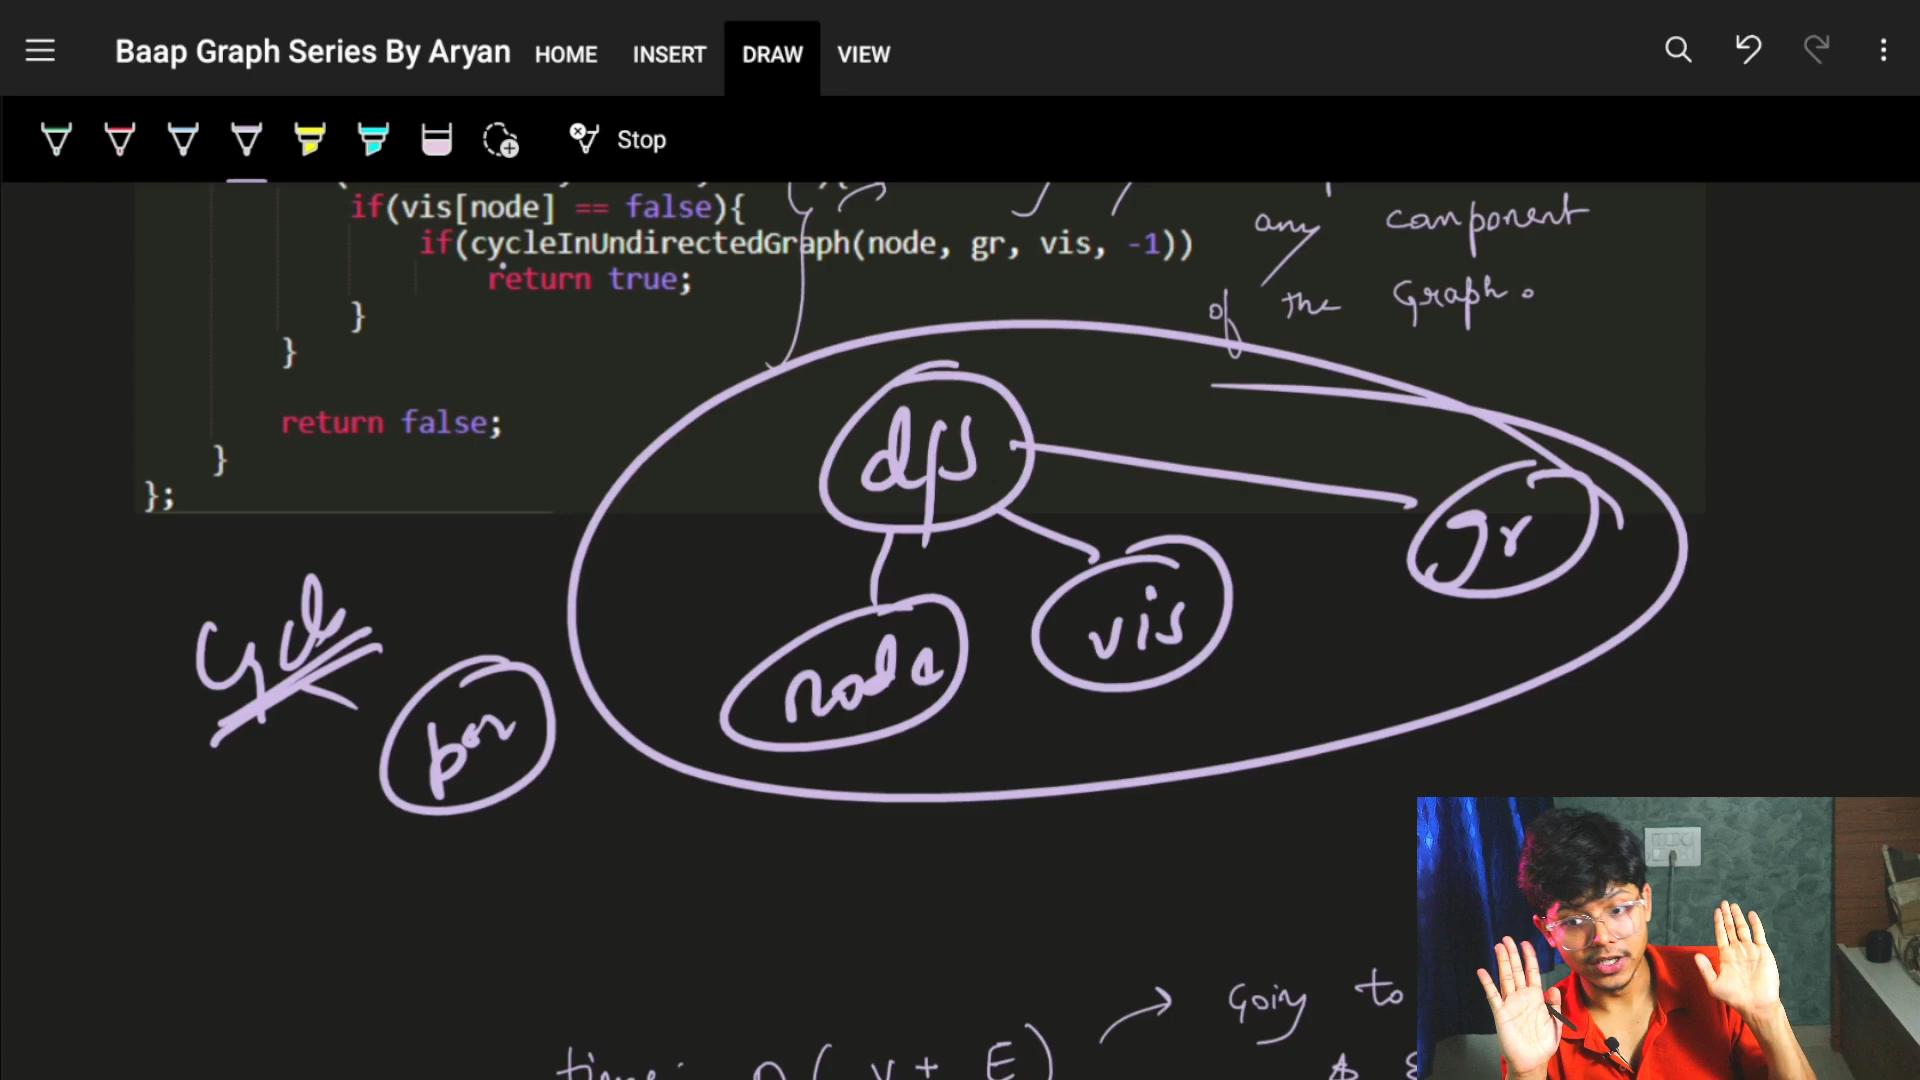 Baap Graph Series By Aryan HOME INSERT DRAW VIEW
Stop
if(vis[node] == false){
if(cycleInUndirectedGraph(node, gr, vis, -1))
return true;
}
}
return false;
}
};
any component
of the Graph.
dfs
gr
vis
node
Cycle
par
Going to
time: O(V + E)